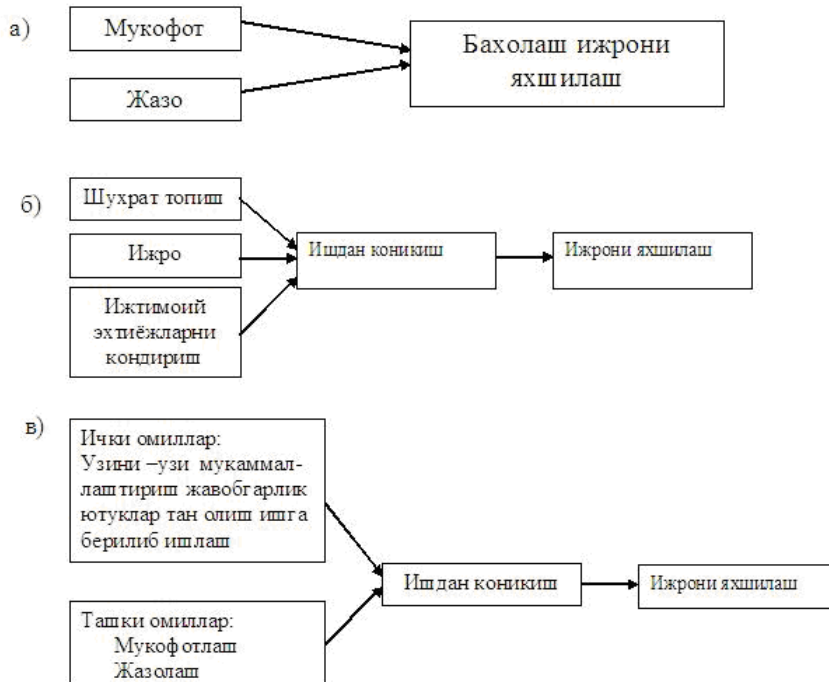 а)
Мукофот
Жазо
Бахолаш ижрони
яхшилаш
б)
Шухрат топиш
Ижро
Ижтимоий
эхтиёжларни
кондириш
Ишдан коникиш
Ижрони яхшилаш
в)
Ички омиллар:
Узини –узи мукаммал-
лаштириш жавобгарлик
ютуклар тан олиш ишга
берилиб ишлаш
Ташки омиллар:
Мукофотлаш
Жазолаш
Ишдан коникиш
Ижрони яхшилаш